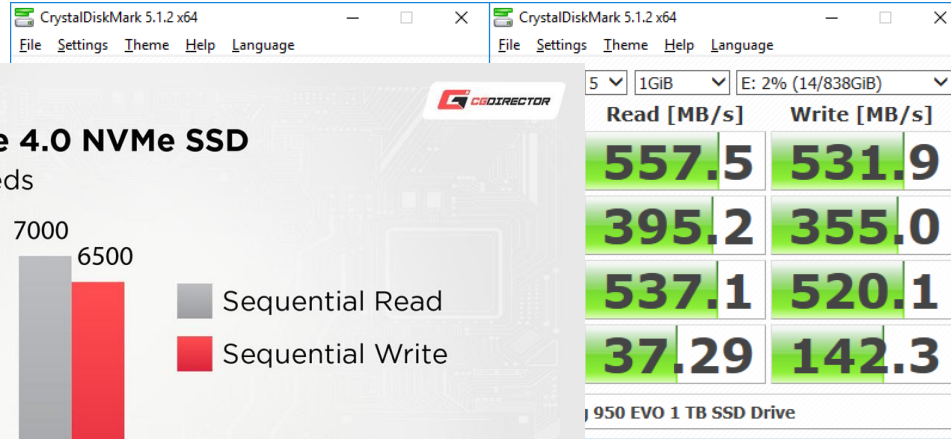 CrystalDiskMark 5.1.2 x64
File Settings Theme Help Language
CrystalDiskMark 5.1.2 x64
File Settings Theme Help Language
CGDIRECTOR
4.0 NVMe SSD
7000
6500
Sequential Read
Sequential Write
5 1GiB E: 2% (14/838GiB)
Read [MB/s] Write [MB/s]
557.5 531.9
395.2 355.0
537.1 520.1
37.29 142.3
950 EVO 1 TB SSD Drive